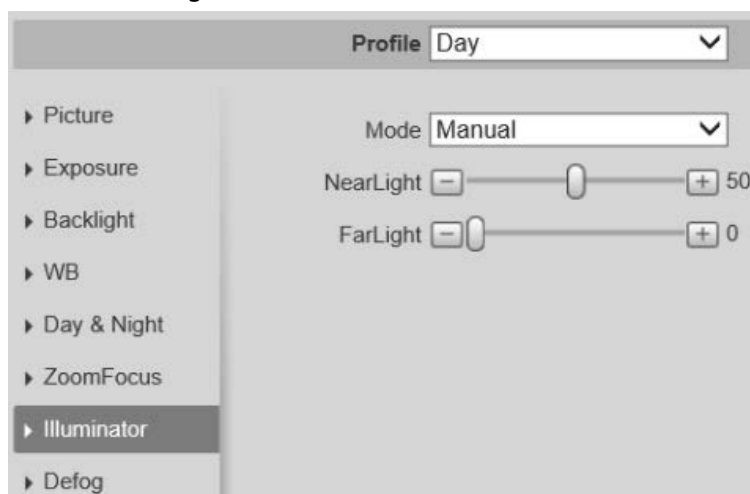 Profile Day
Picture
Mode Manual
Exposure
NearLight 50
Backlight
FarLight 0
WB
Day & Night
ZoomFocus
Illuminator
Defog